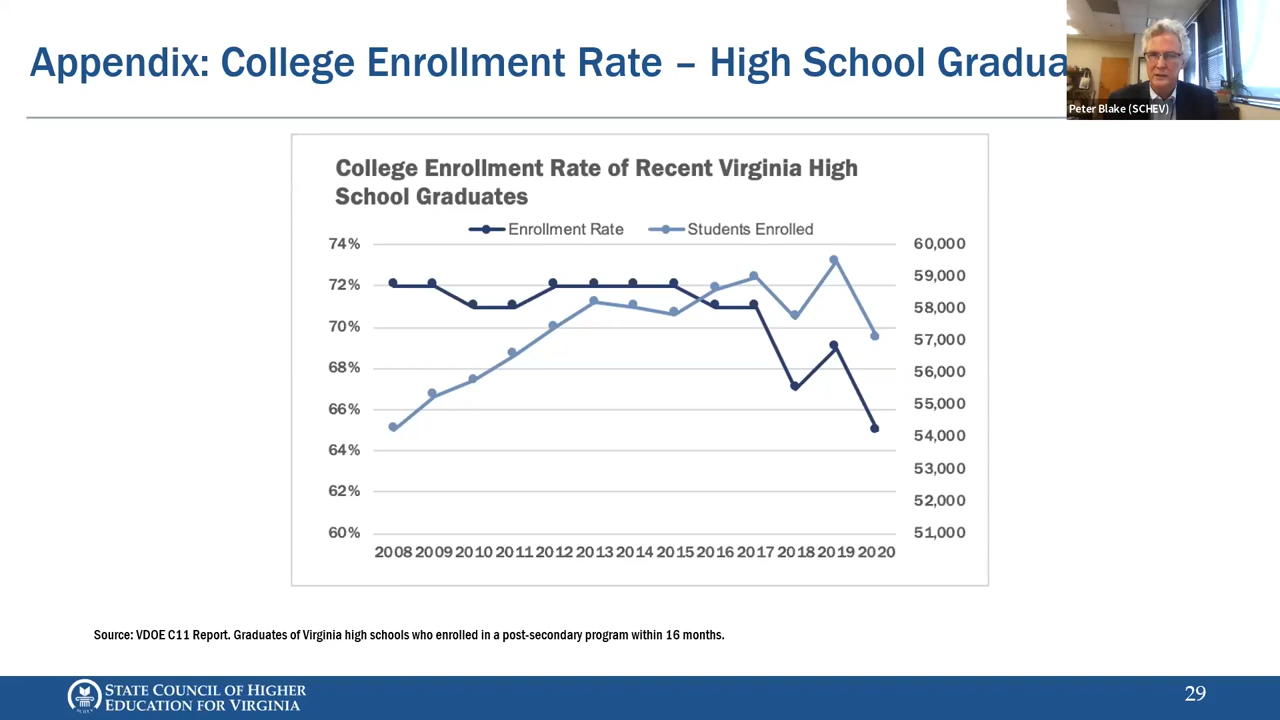 Appendix: College Enrollment Rate – High School Gradua
Peter Blake (SCHEV)
College Enrollment Rate of Recent Virginia High
School Graduates
Enrollment Rate Students Enrolled
74% 60,000
59,000
72%
58,000
70%
57,000
68%
56,000
66% 55,000
64% 54,000
53,000
62%
52,000
60% 51,000
2008 2009 2010 2011 2012 2013 2014 2015 2016 2017 2018 2019 2020
Source: VDOE C11 Report. Graduates of Virginia high schools who enrolled in a post-secondary program within 16 months.
STATE COUNCIL OF HIGHER
EDUCATION FOR VIRGINIA
29